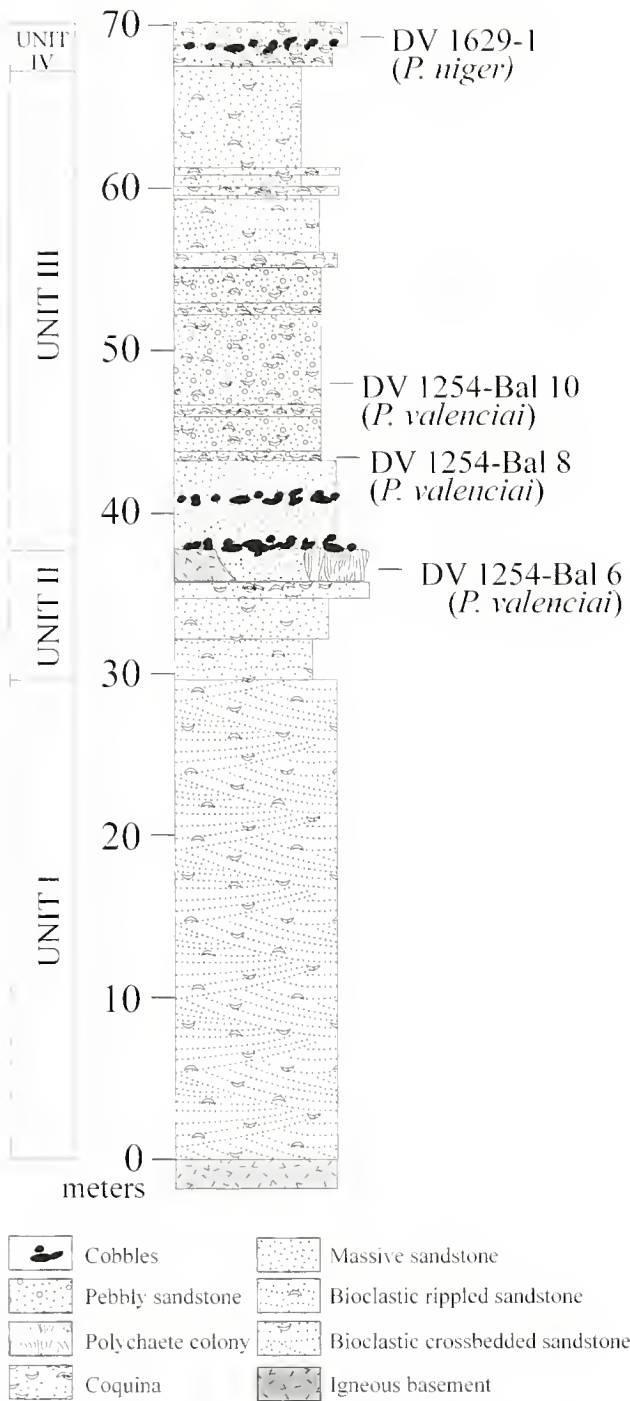 UNIT
IV
70
DV 1629-1
(P. niger)
60
UNIT III
50
DV 1254-Bal 10
(P. valenciai)
DV 1254-Bal 8
(P. valenciai)
40
UNIT II
DV 1254-Bal 6
(P. valenciai)
30
20
UNIT I
10
0
meters
Cobbles
Massive sandstone
Pebbly sandstone
Bioclastic rippled sandstone
Polychaete colony
Bioclastic crossbedded sandstone
Coquina
Igneous basement